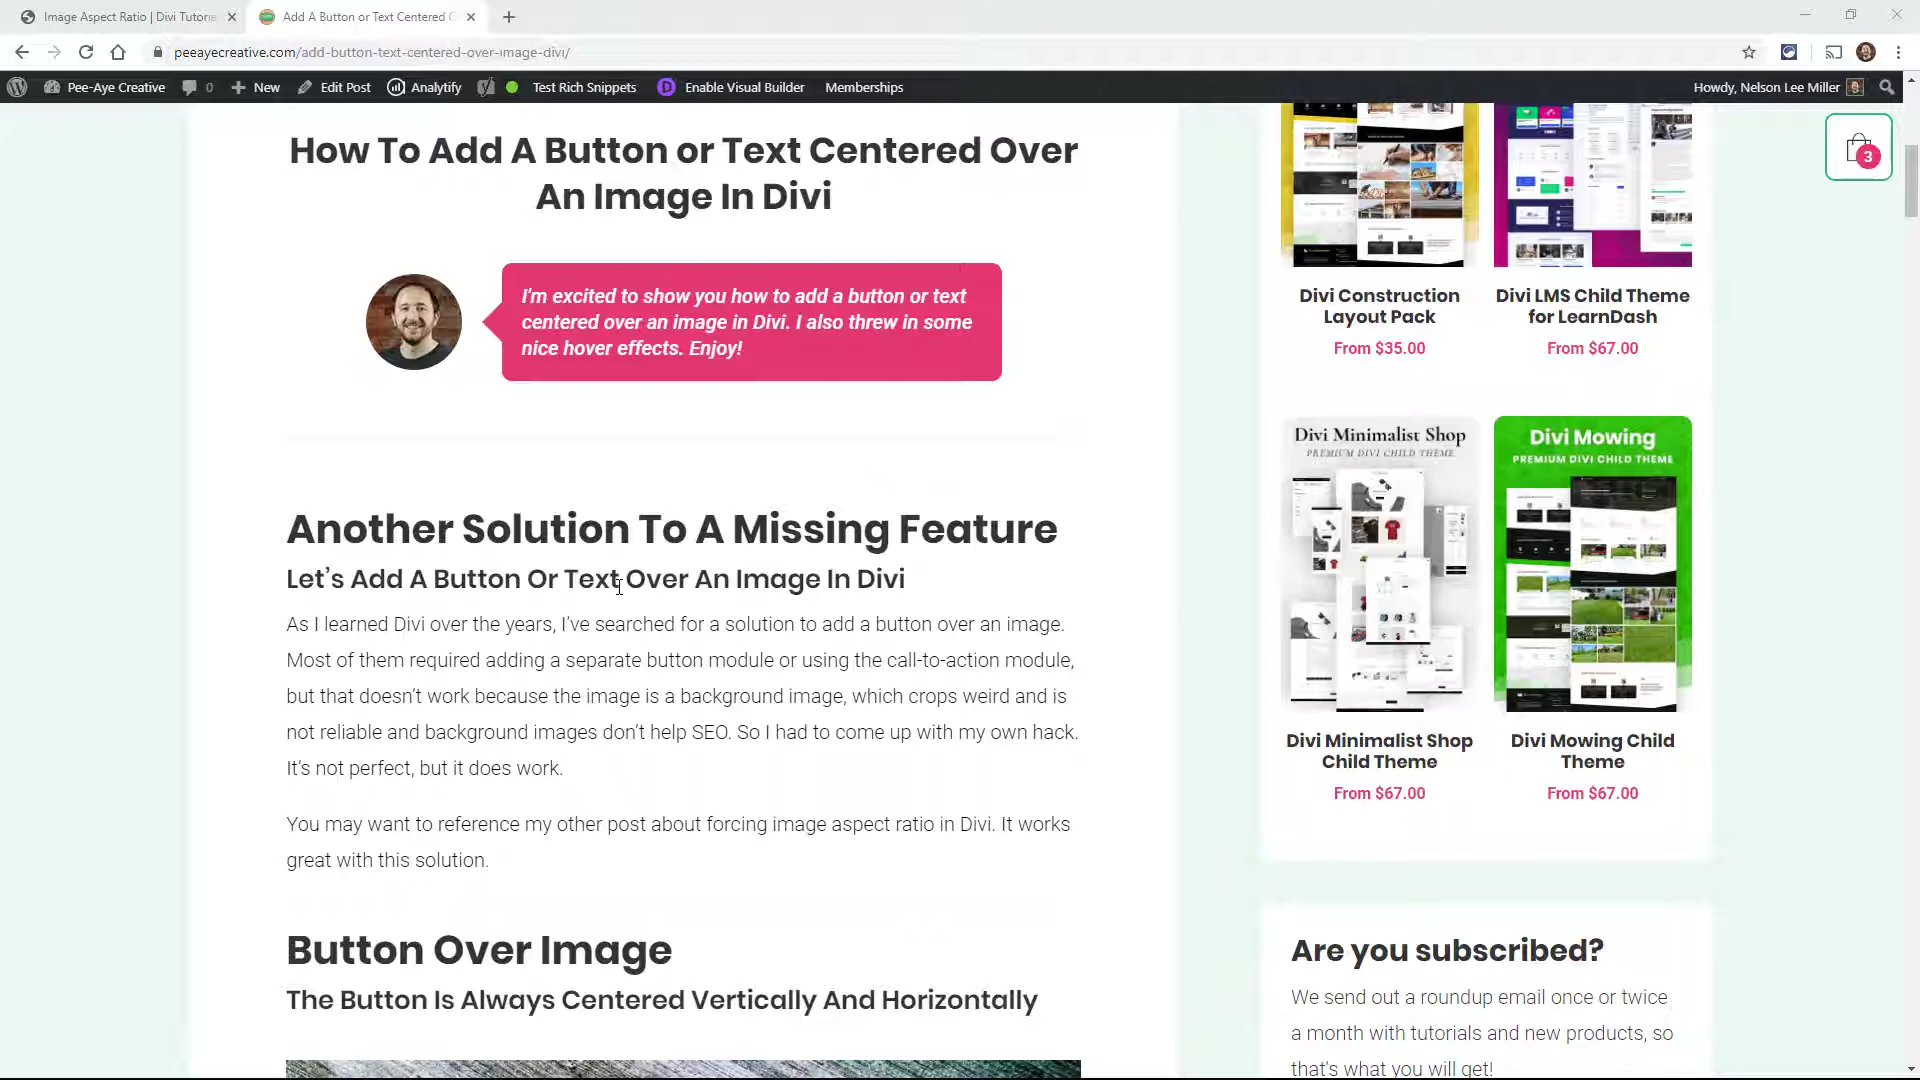 Image Aspect Ratio | Divi Tutoria
Add A Button or Text Centered O
peeayecreative.com/add-button-text-centered-over-image-divi/
Pee-Aye Creative
0
New
Edit Post
Analytify
Test Rich Snippets
Enable Visual Builder
Memberships
Howdy, Nelson Lee Miller
3
How To Add A Button or Text Centered Over
An Image In Divi
I'm excited to show you how to add a button or text
centered over an image in Divi. I also threw in some
nice hover effects. Enjoy!
Another Solution To A Missing Feature
Let’s Add A Button Or Text Over An Image In Divi
As I learned Divi over the years, I’ve searched for a solution to add a button over an image.
Most of them required adding a separate button module or using the call-to-action module,
but that doesn’t work because the image is a background image, which crops weird and is
not reliable and background images don’t help SEO. So I had to come up with my own hack.
It’s not perfect, but it does work.
You may want to reference my other post about forcing image aspect ratio in Divi. It works
great with this solution.
Button Over Image
The Button Is Always Centered Vertically And Horizontally
Divi Construction
Layout Pack
From $35.00
Divi LMS Child Theme
for LearnDash
From $67.00
Divi Minimalist Shop
PREMIUM DIVI CHILD THEME
Divi Mowing
PREMIUM DIVI CHILD THEME
Divi Minimalist Shop
Child Theme
From $67.00
Divi Mowing Child
Theme
From $67.00
Are you subscribed?
We send out a roundup email once or twice
a month with tutorials and new products, so
that's what you will get!